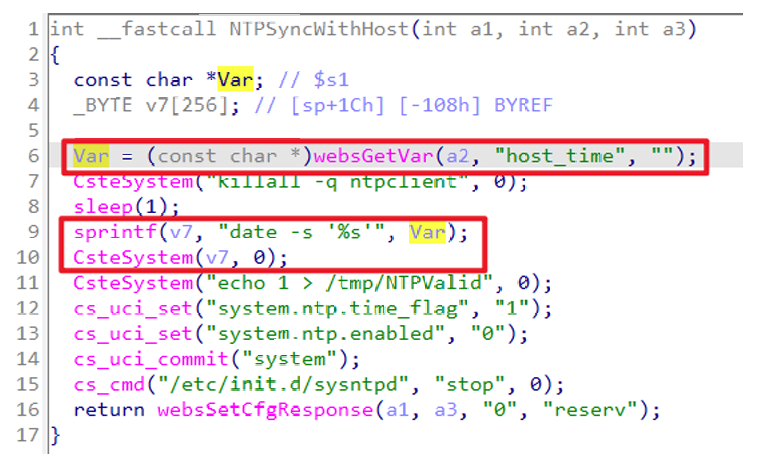 1 int __fastcall NTPSyncWithHost(int a1, int a2, int a3)
2 {
3 const char *Var; // $s1
4 _BYTE v7[256]; // [sp+1Ch] [-108h] BYREF
5
6 Var = (const char *)websGetVar(a2, "host_time", "");
7 CsteSystem("killall -q ntpclient", 0);
8 sleep(1);
9 sprintf(v7, "date -s '%s'", Var);
10 CsteSystem(v7, 0);
11 CsteSystem("echo 1 > /tmp/NTPValid", 0);
12 cs_uci_set("system.ntp.time_flag", "1");
13 cs_uci_set("system.ntp.enabled", "0");
14 cs_uci_commit("system");
15 cs_cmd("/etc/init.d/sysntpd", "stop", 0);
16 return websSetCfgResponse(a1, a3, "0", "reserv");
17 }